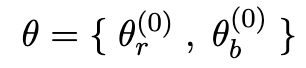 θ = { θ_r^{(0)} , θ_b^{(0)} }